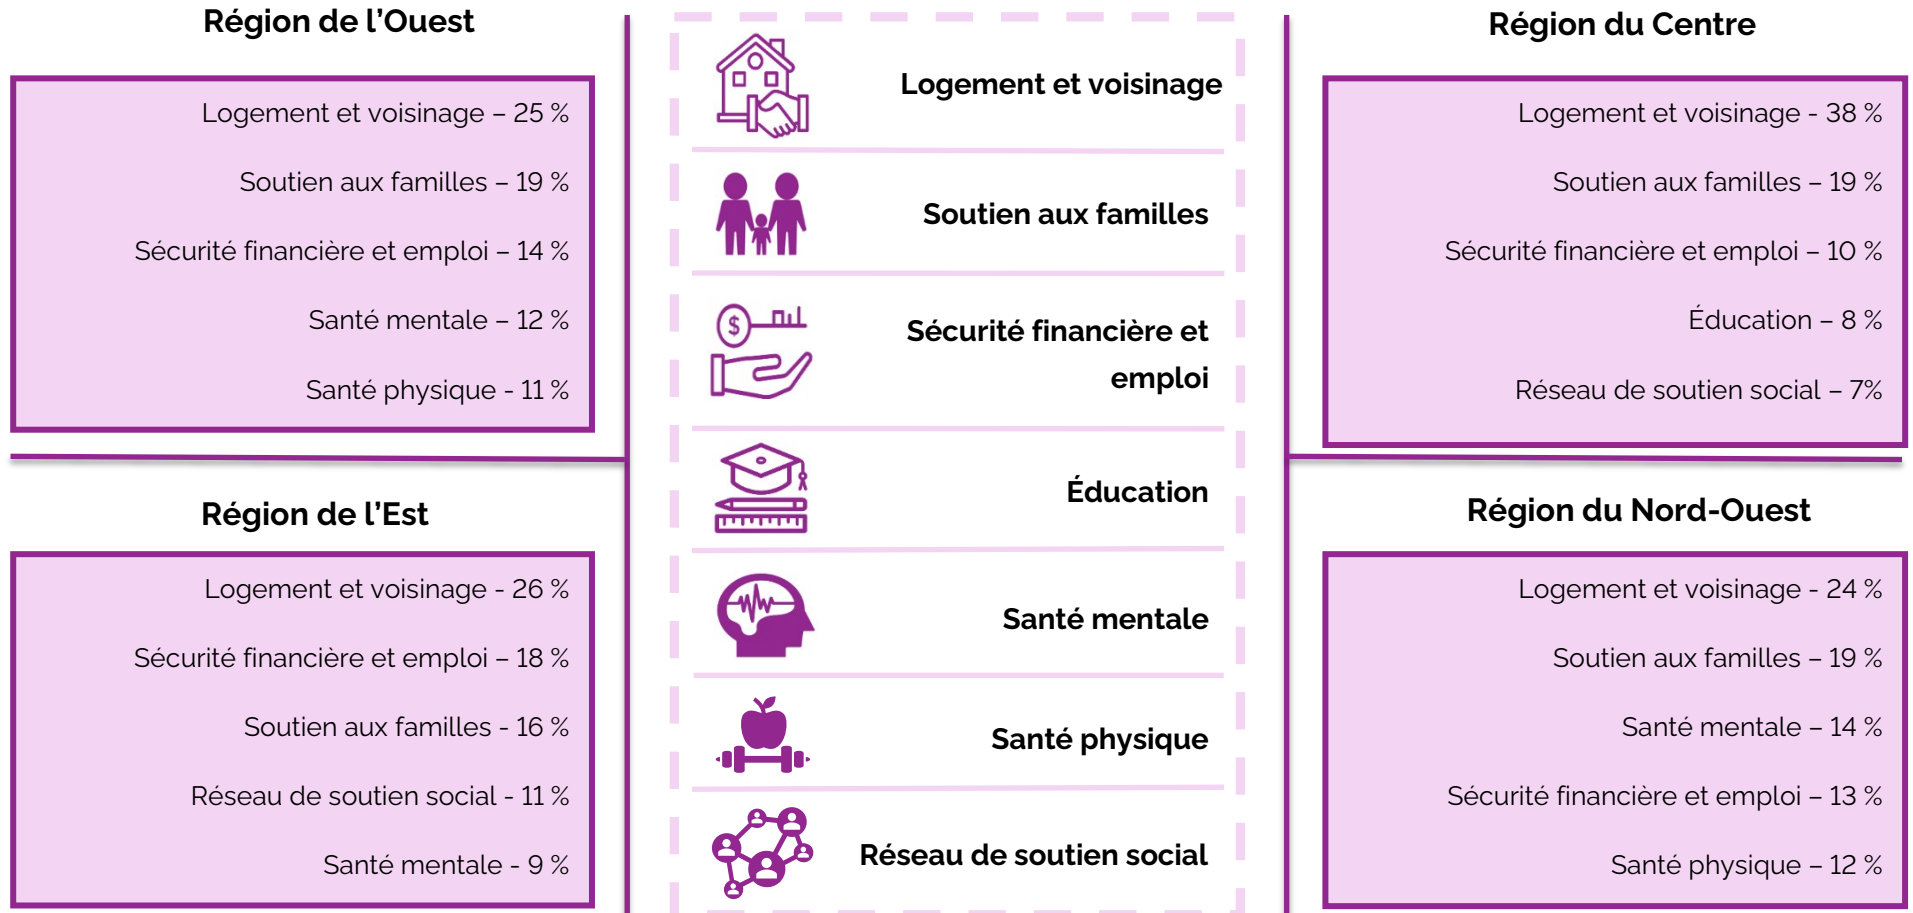 Région de l’Ouest
Logement et voisinage – 25 %
Soutien aux familles – 19 %
Sécurité financière et emploi – 14 %
Santé mentale – 12 %
Santé physique - 11 %
Région de l’Est
Logement et voisinage - 26 %
Sécurité financière et emploi – 18 %
Soutien aux familles - 16 %
Réseau de soutien social - 11 %
Santé mentale - 9 %
Logement et voisinage
Soutien aux familles
$
Sécurité financière et
emploi
Éducation
Santé mentale
Santé physique
Réseau de soutien social
Région du Centre
Logement et voisinage - 38 %
Soutien aux familles – 19 %
Sécurité financière et emploi – 10 %
Éducation – 8 %
Réseau de soutien social – 7%
Région du Nord-Ouest
Logement et voisinage - 24 %
Soutien aux familles – 19 %
Santé mentale – 14 %
Sécurité financière et emploi – 13 %
Santé physique – 12 %